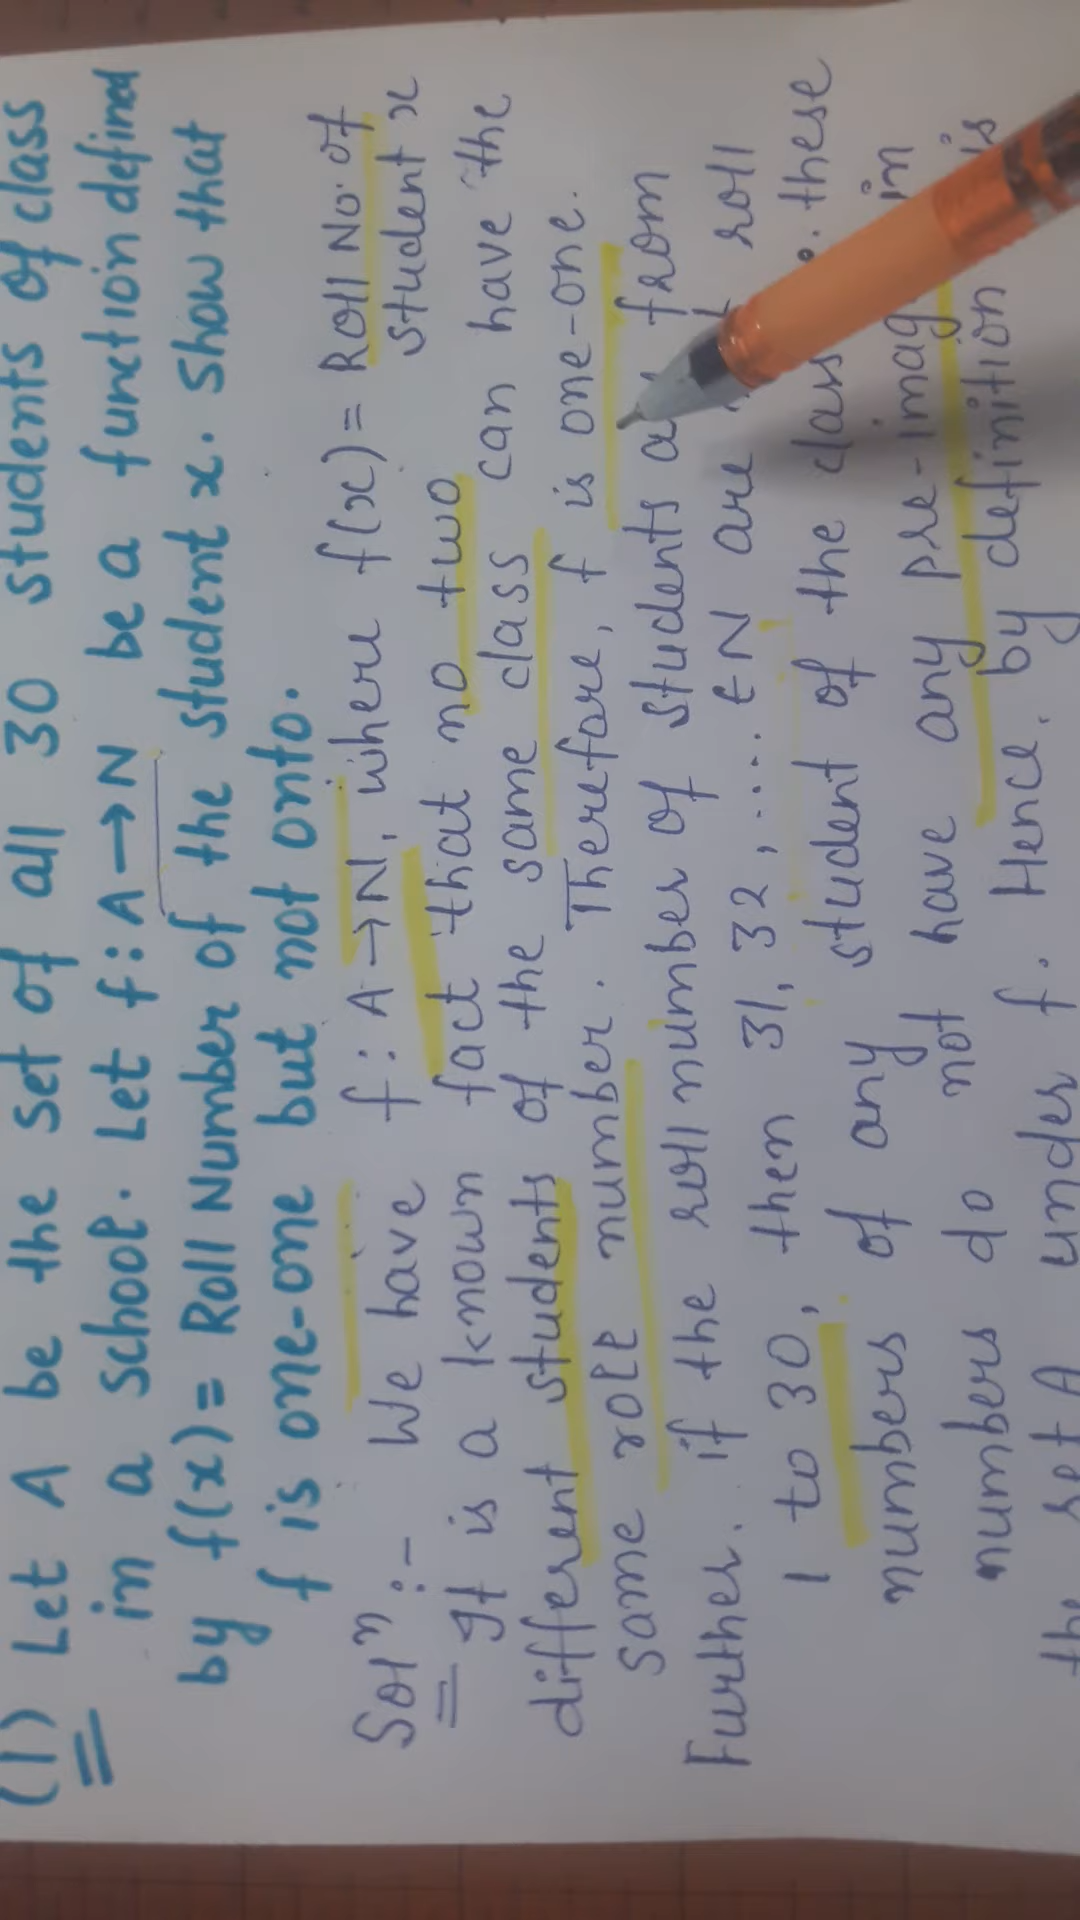 (1) Let A be the set of all 30 students of class
in a school. Let f : A → N be a function defined
by f(x) = Roll Number of the student x. Show that
f is one-one but not onto.
Solⁿ :- We have f : A → N, where f(x) = Roll No. of
student x
It is a known fact that no two
different students of the same class can have the
same roll number. Therefore, f is one-one.
Further. if the roll number of students from
1 to 30, then 31, 32, .... ∈ N are roll
numbers of any student of the class. these
numbers do not have any pre-imag in
the set A under f. Hence. by definition is